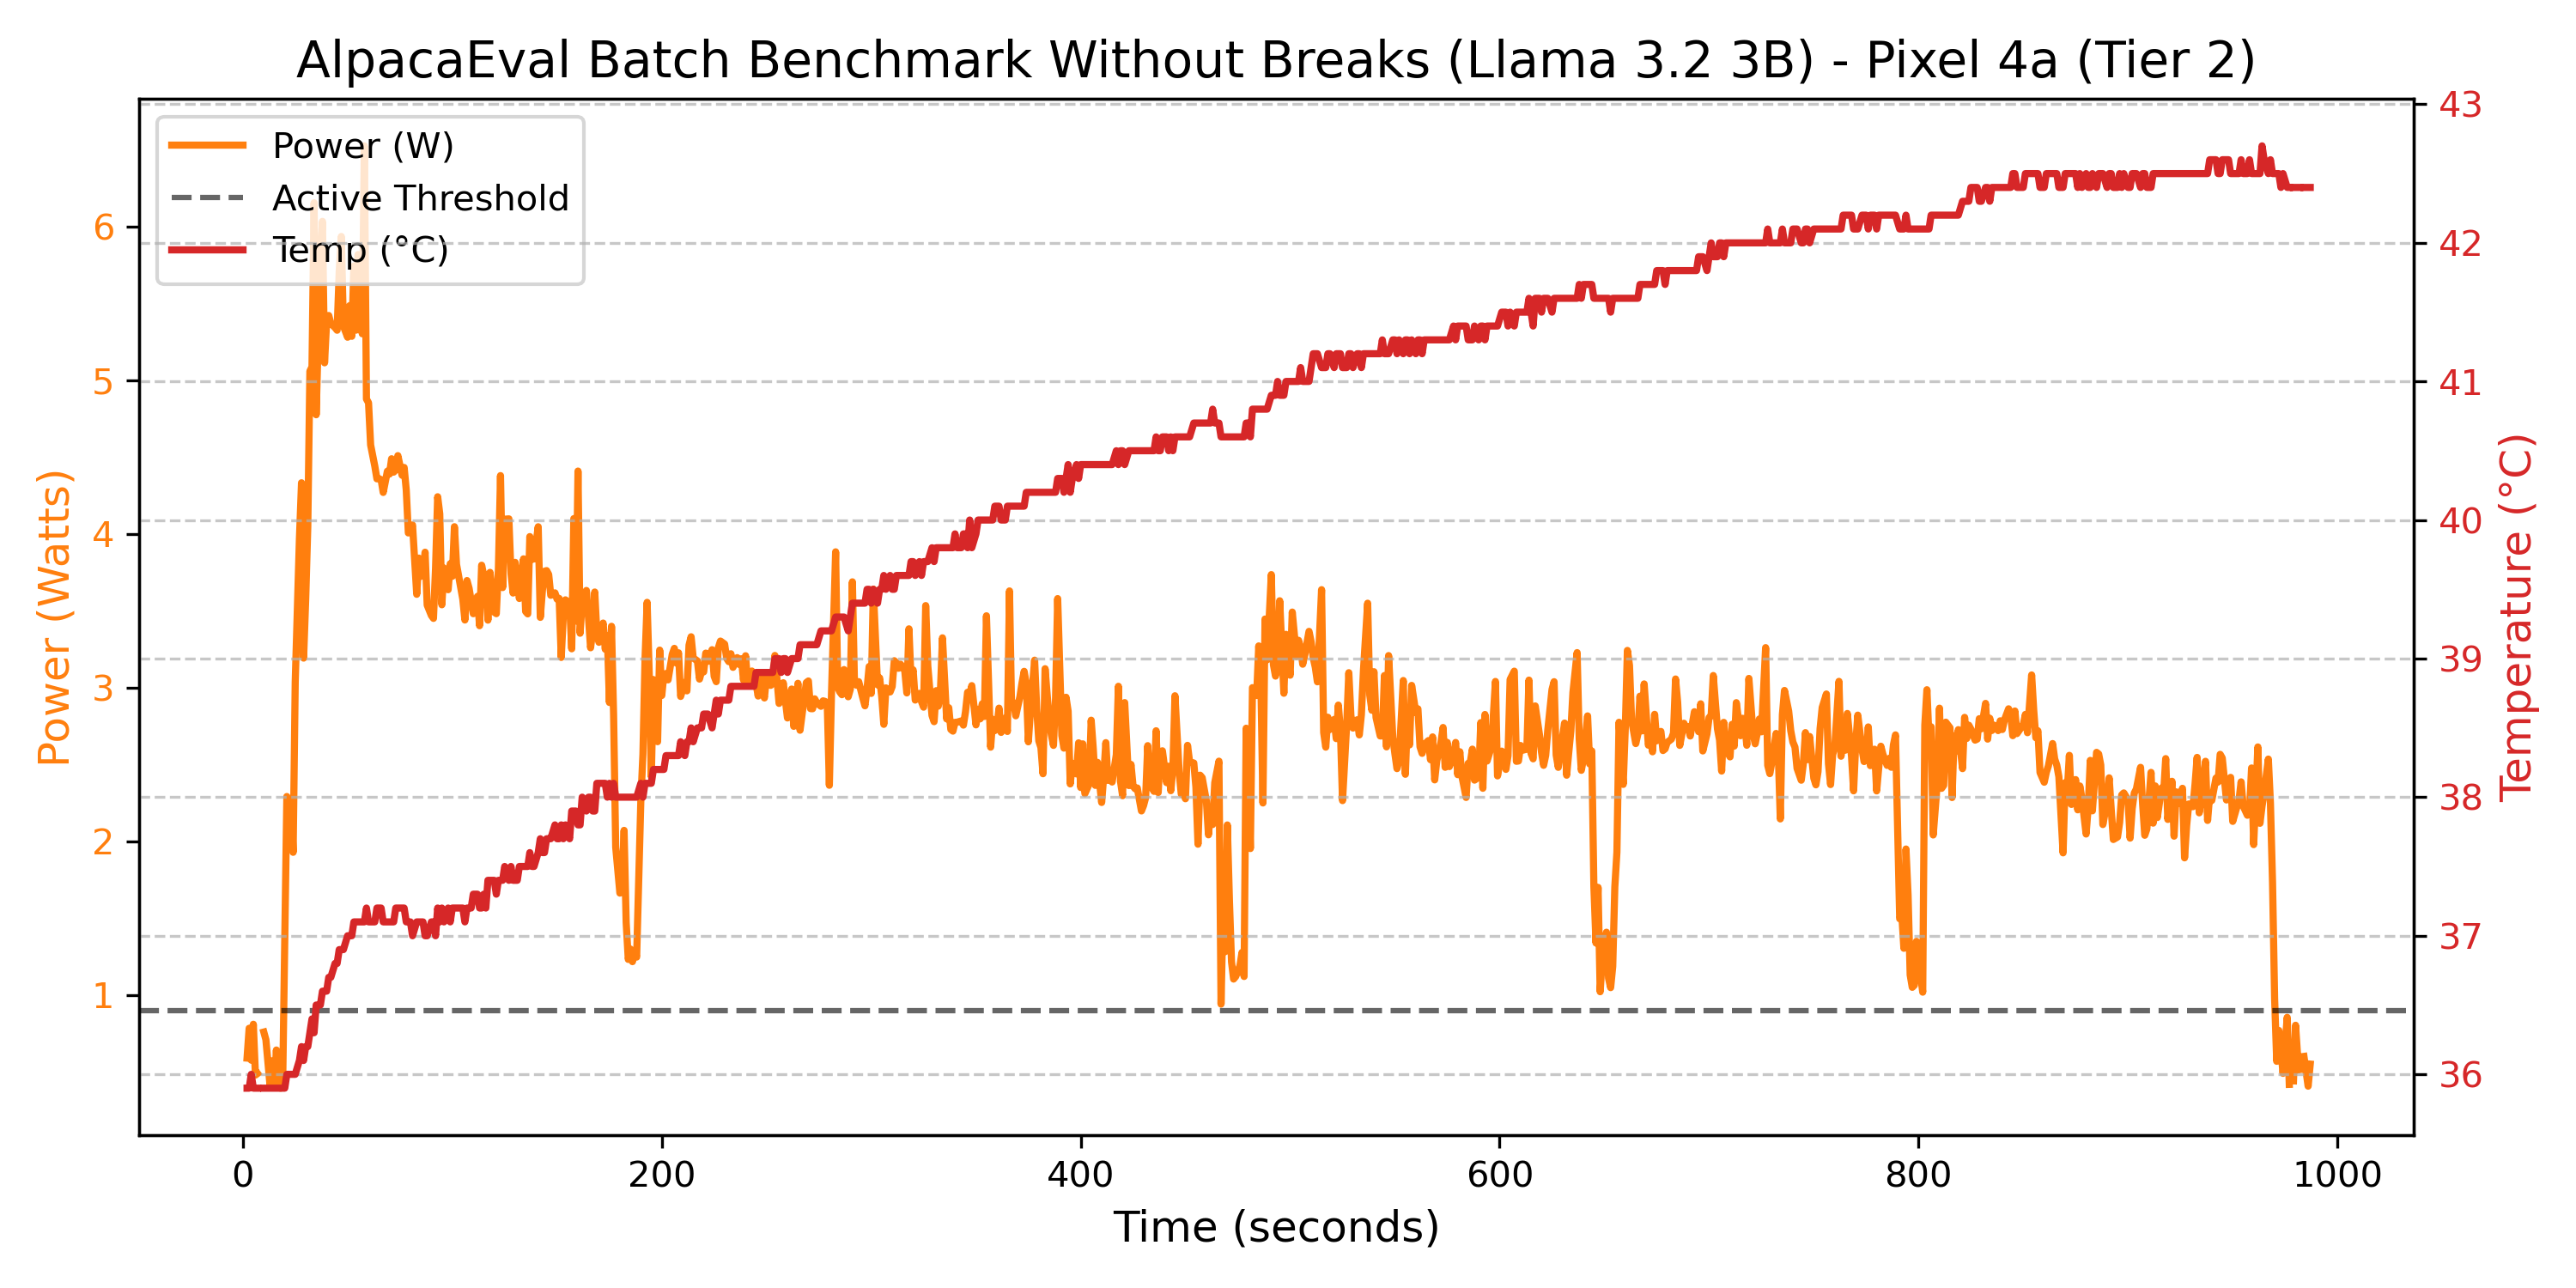 AlpacaEval Batch Benchmark Without Breaks (Llama 3.2 3B) - Pixel 4a (Tier 2)
Power (W)
Active Threshold
Temp (°C)
Power (Watts)
6
5
4
3
2
1
43
42
41
40
39
38
37
36
Temperature (°C)
0
200
400
600
800
1000
Time (seconds)